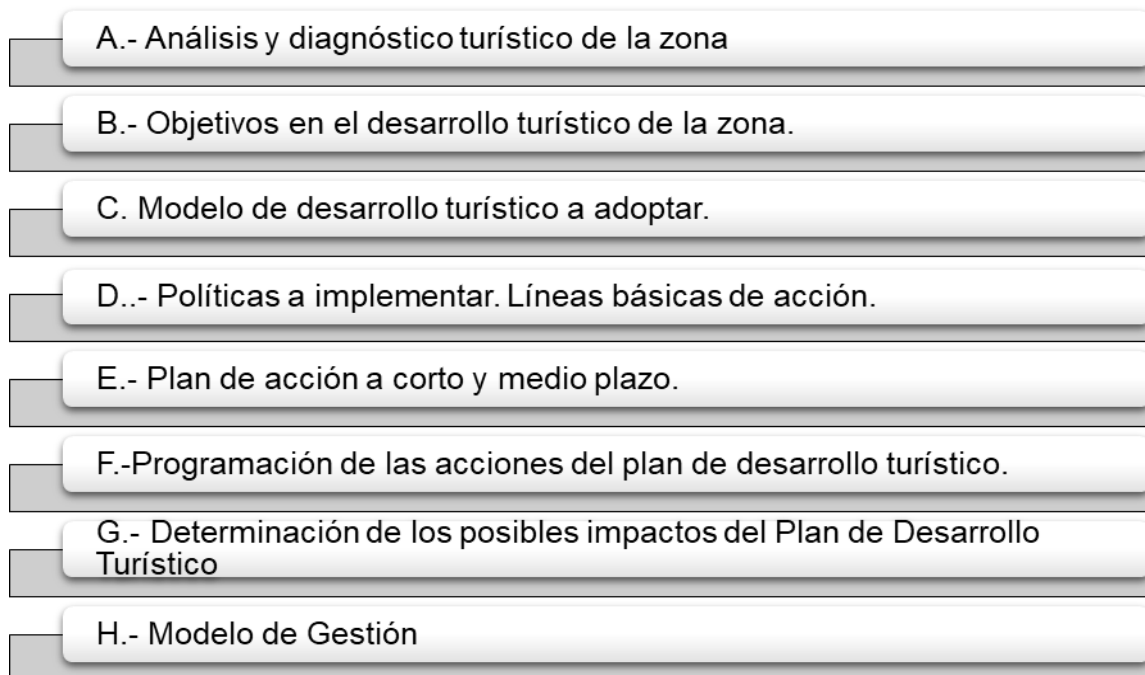 A.- Análisis y diagnóstico turístico de la zona
B.- Objetivos en el desarrollo turístico de la zona.
C. Modelo de desarrollo turístico a adoptar.
D..- Políticas a implementar. Líneas básicas de acción.
E.- Plan de acción a corto y medio plazo.
F.-Programación de las acciones del plan de desarrollo turístico.
G.- Determinación de los posibles impactos del Plan de Desarrollo
Turístico
H.- Modelo de Gestión